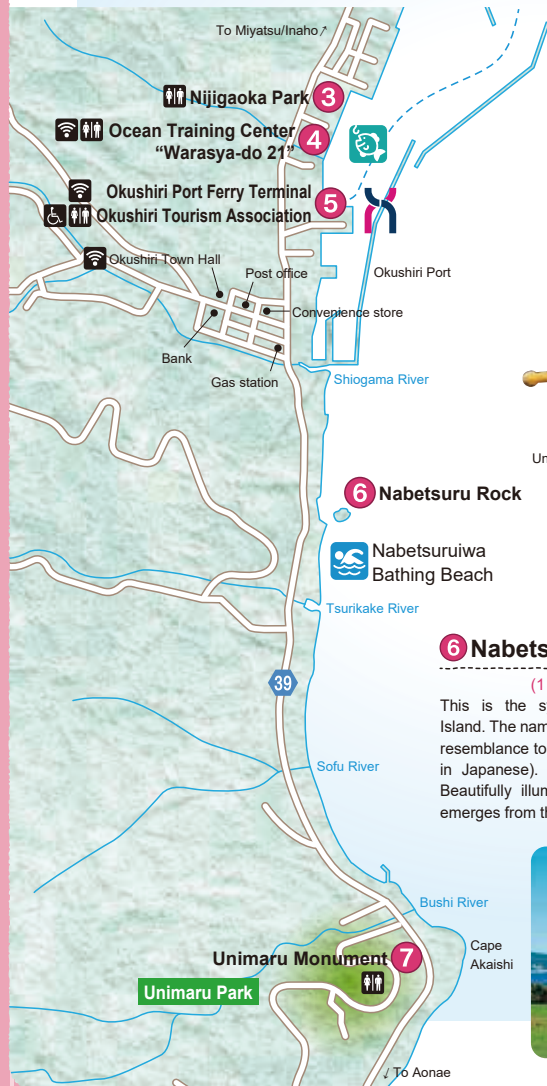 To Miyatsu/Inaho
Nijigaoka Park 3
Ocean Training Center 4
“Warasya-do 21”
Okushiri Port Ferry Terminal
Okushiri Tourism Association 5
Okushiri Town Hall
Post office
Okushiri Port
Convenience store
Bank
Gas station
Shiogama River
Un
6 Nabetsuru Rock
Nabetsuruiwa
Bathing Beach
Tsurikake River
6 Nabets
(1
This is the s
Island. The nam
resemblance to
in Japanese).
Beautifully illum
emerges from th
39
Sofu River
Bushi River
Cape
Akaishi
Unimaru Monument 7
Unimaru Park
To Aonae